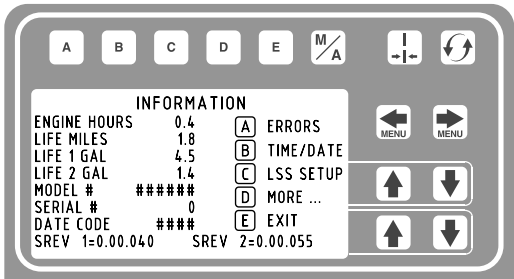 A B C D E M/A
INFORMATION
ENGINE HOURS 0.4 A ERRORS
LIFE MILES 1.8
LIFE 1 GAL 4.5 B TIME/DATE
LIFE 2 GAL 1.4 C LSS SETUP
MODEL # ###### D MORE ...
SERIAL # 0
DATE CODE #### E EXIT
SREV 1=0.00.040 SREV 2=0.00.055
MENU MENU